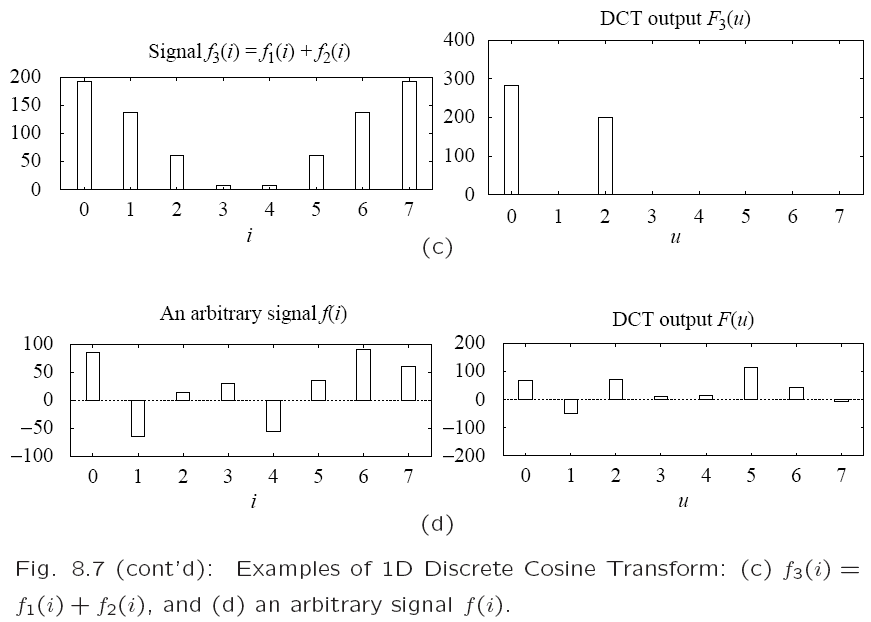 Signal f₃(i) = f₁(i) + f₂(i)
200
150
100
50
0
0 1 2 3 4 5 6 7
i
DCT output F₃(u)
400
300
200
100
0
0 1 2 3 4 5 6 7
u
(c)
An arbitrary signal f(i)
100
50
0
−50
−100
0 1 2 3 4 5 6 7
i
DCT output F(u)
200
100
0
−100
−200
0 1 2 3 4 5 6 7
u
(d)
Fig. 8.7 (cont'd): Examples of 1D Discrete Cosine Transform: (c) f₃(i) =
f₁(i) + f₂(i), and (d) an arbitrary signal f(i).